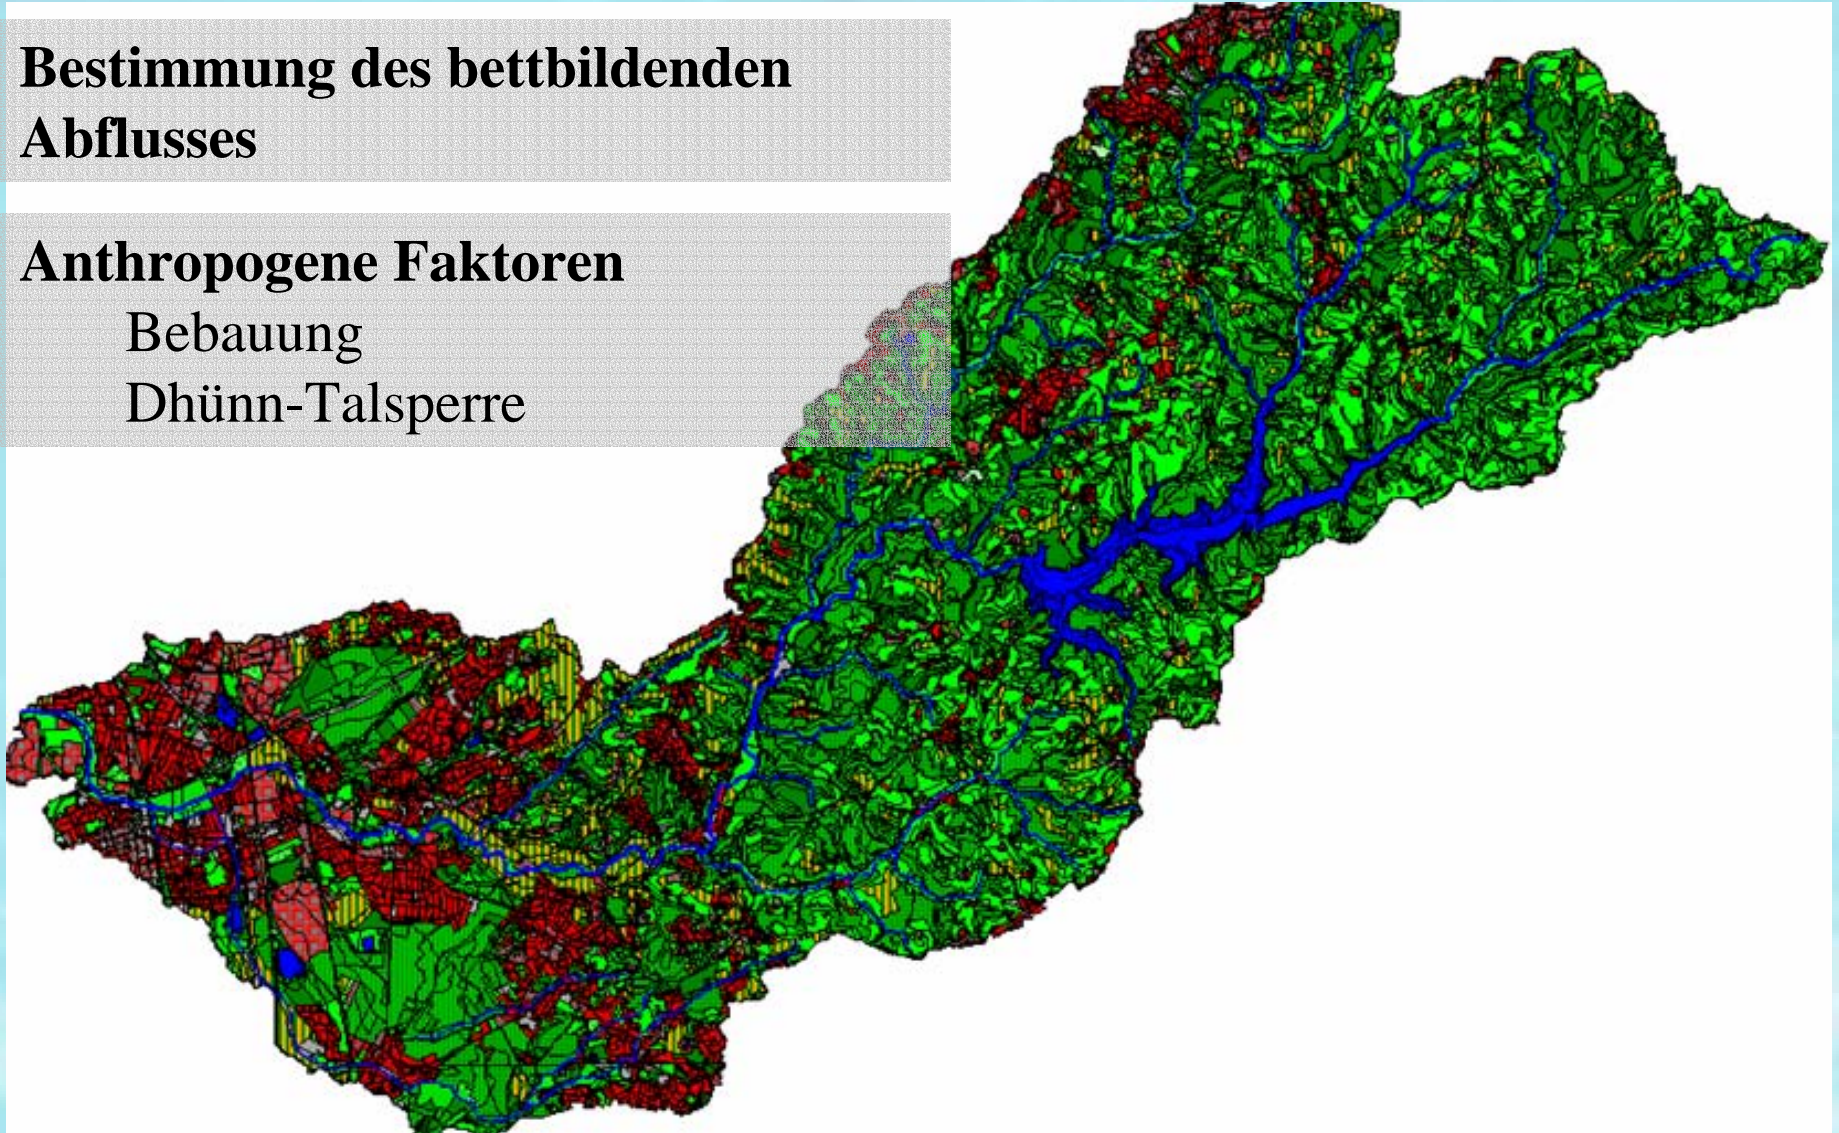 Bestimmung des bettbildenden
Abflusses
Anthropogene Faktoren
Bebauung
Dhünn-Talsperre